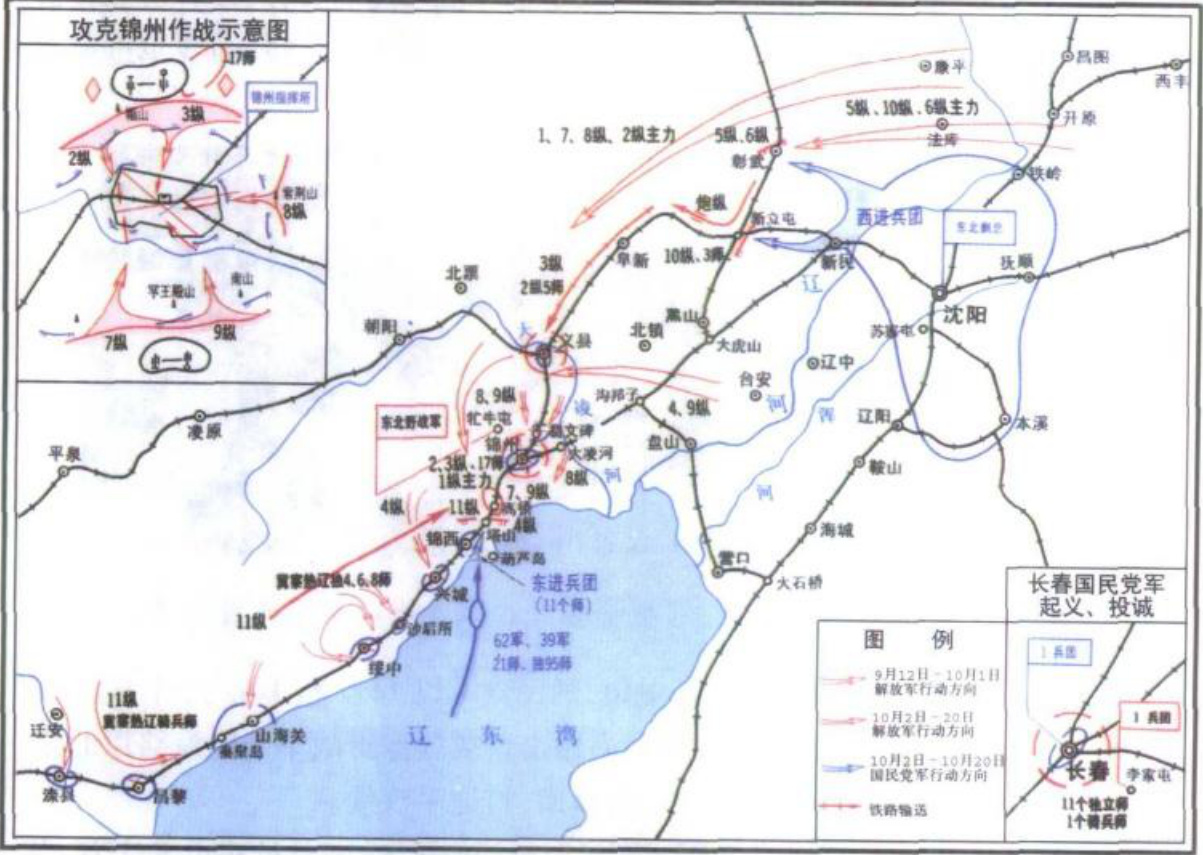 攻克锦州作战示意图
17师
3纵
2纵
锦州指挥所
紫荆山
8纵
罕王殿山
南山
7纵
9纵
康平
昌图
西丰
5纵、10纵、6纵主力
法库
开原
铁岭
1、7、8纵、2纵主力
5纵、6纵
彰武
炮纵
新立屯
西进兵团
东北剿总
阜新
10纵、3师
新民
抚顺
沈阳
苏家屯
3纵
2纵5师
北票
朝阳
义县
大
凌
河
黑山
北镇
大虎山
辽
河
辽中
台安
浑
河
沟邦子
4、9纵
盘山
辽阳
本溪
鞍山
海城
营口
大石桥
凌原
平泉
东北野战军
8、9纵
牤牛屯
锦州
大凌河
2、3纵、17师
1纵主力
8纵
7、9纵
高桥
4纵
11纵
4纵
塔山
锦西
葫芦岛
冀察热辽独4、6、8师
兴城
东进兵团
(11个师)
11纵
沙后所
62军、39军
21师、独95师
绥中
11纵
冀察热辽骑兵师
迁安
山海关
秦皇岛
滦县
昌黎
辽东湾
图例
9月12日－10月1日
解放军行动方向
10月2日－20日
解放军行动方向
10月2日－10月20日
国民党军行动方向
铁路输送
长春国民党军
起义、投诚
1兵团
1兵团
长春
李家屯
11个独立师
1个骑兵师